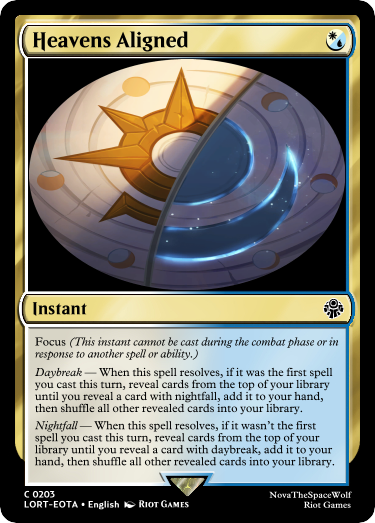 Heavens Aligned
Instant
Focus (This instant cannot be cast during the combat phase or in
response to another spell or ability.)
Daybreak — When this spell resolves, if it was the first spell
you cast this turn, reveal cards from the top of your library
until you reveal a card with nightfall, add it to your hand,
then shuffle all other revealed cards into your library.
Nightfall — When this spell resolves, if it wasn't the first
spell you cast this turn, reveal cards from the top of your
library until you reveal a card with daybreak, add it to your
hand, then shuffle all other revealed cards into your library.
C 0203
LORT-EOTA • English Riot Games
NovaTheSpaceWolf
Riot Games